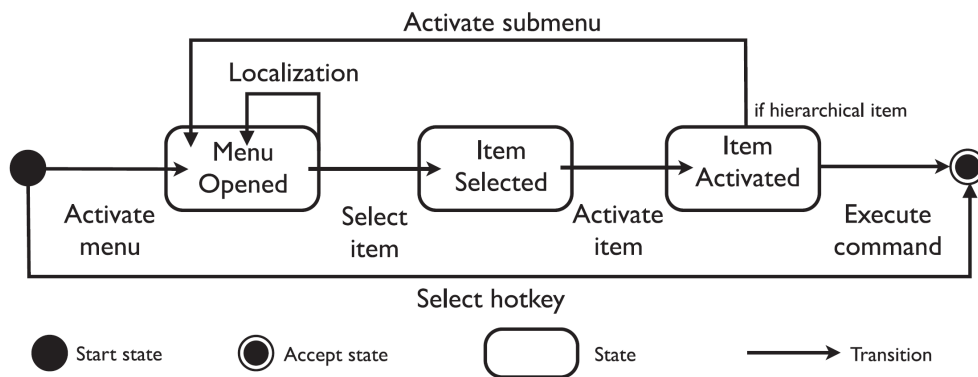 Activate submenu
Localization
if hierarchical item
Menu
Opened
Item
Selected
Item
Activated
Activate
menu
Select
item
Activate
item
Execute
command
Select hotkey
Start state
Accept state
State
Transition